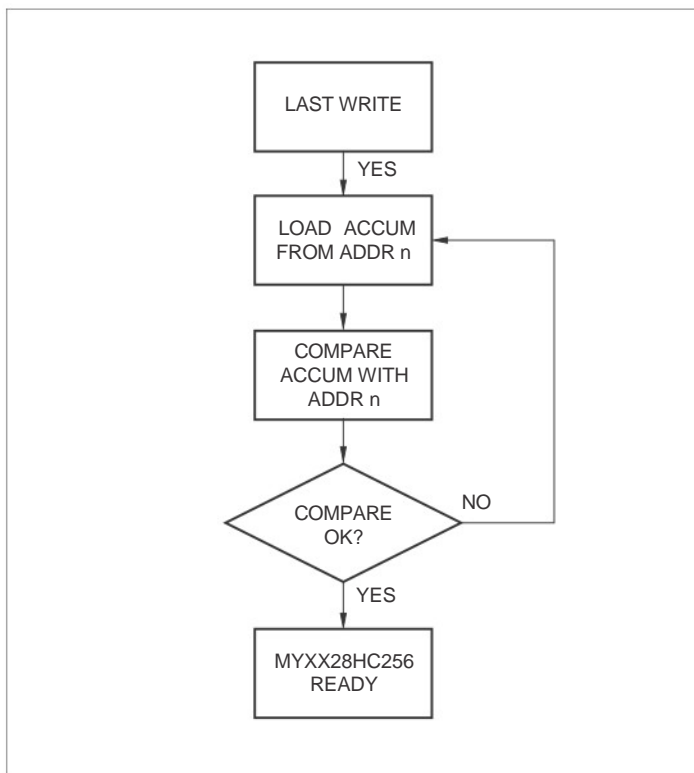 LAST WRITE
YES
LOAD ACCUM
FROM ADDR n
COMPARE
ACCUM WITH
ADDR n
COMPARE
OK?
NO
YES
MYXX28HC256
READY